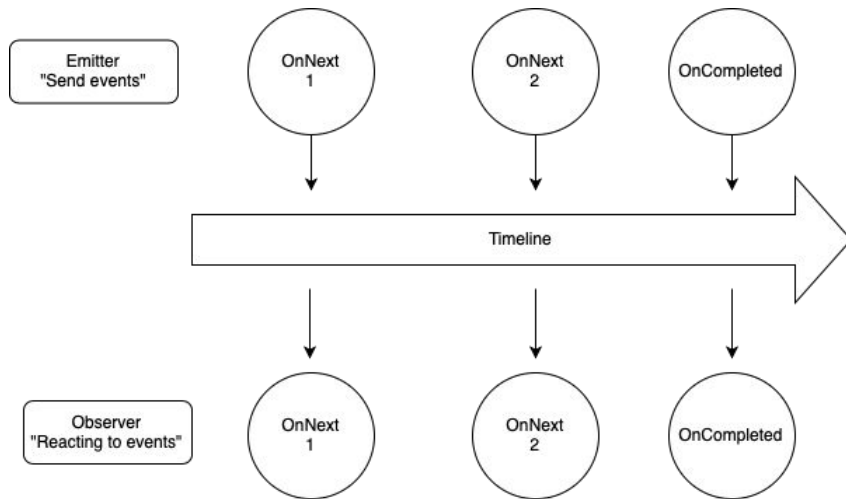 Emitter
"Send events"
OnNext
1
OnNext
2
OnCompleted
Timeline
Observer
"Reacting to events"
OnNext
1
OnNext
2
OnCompleted